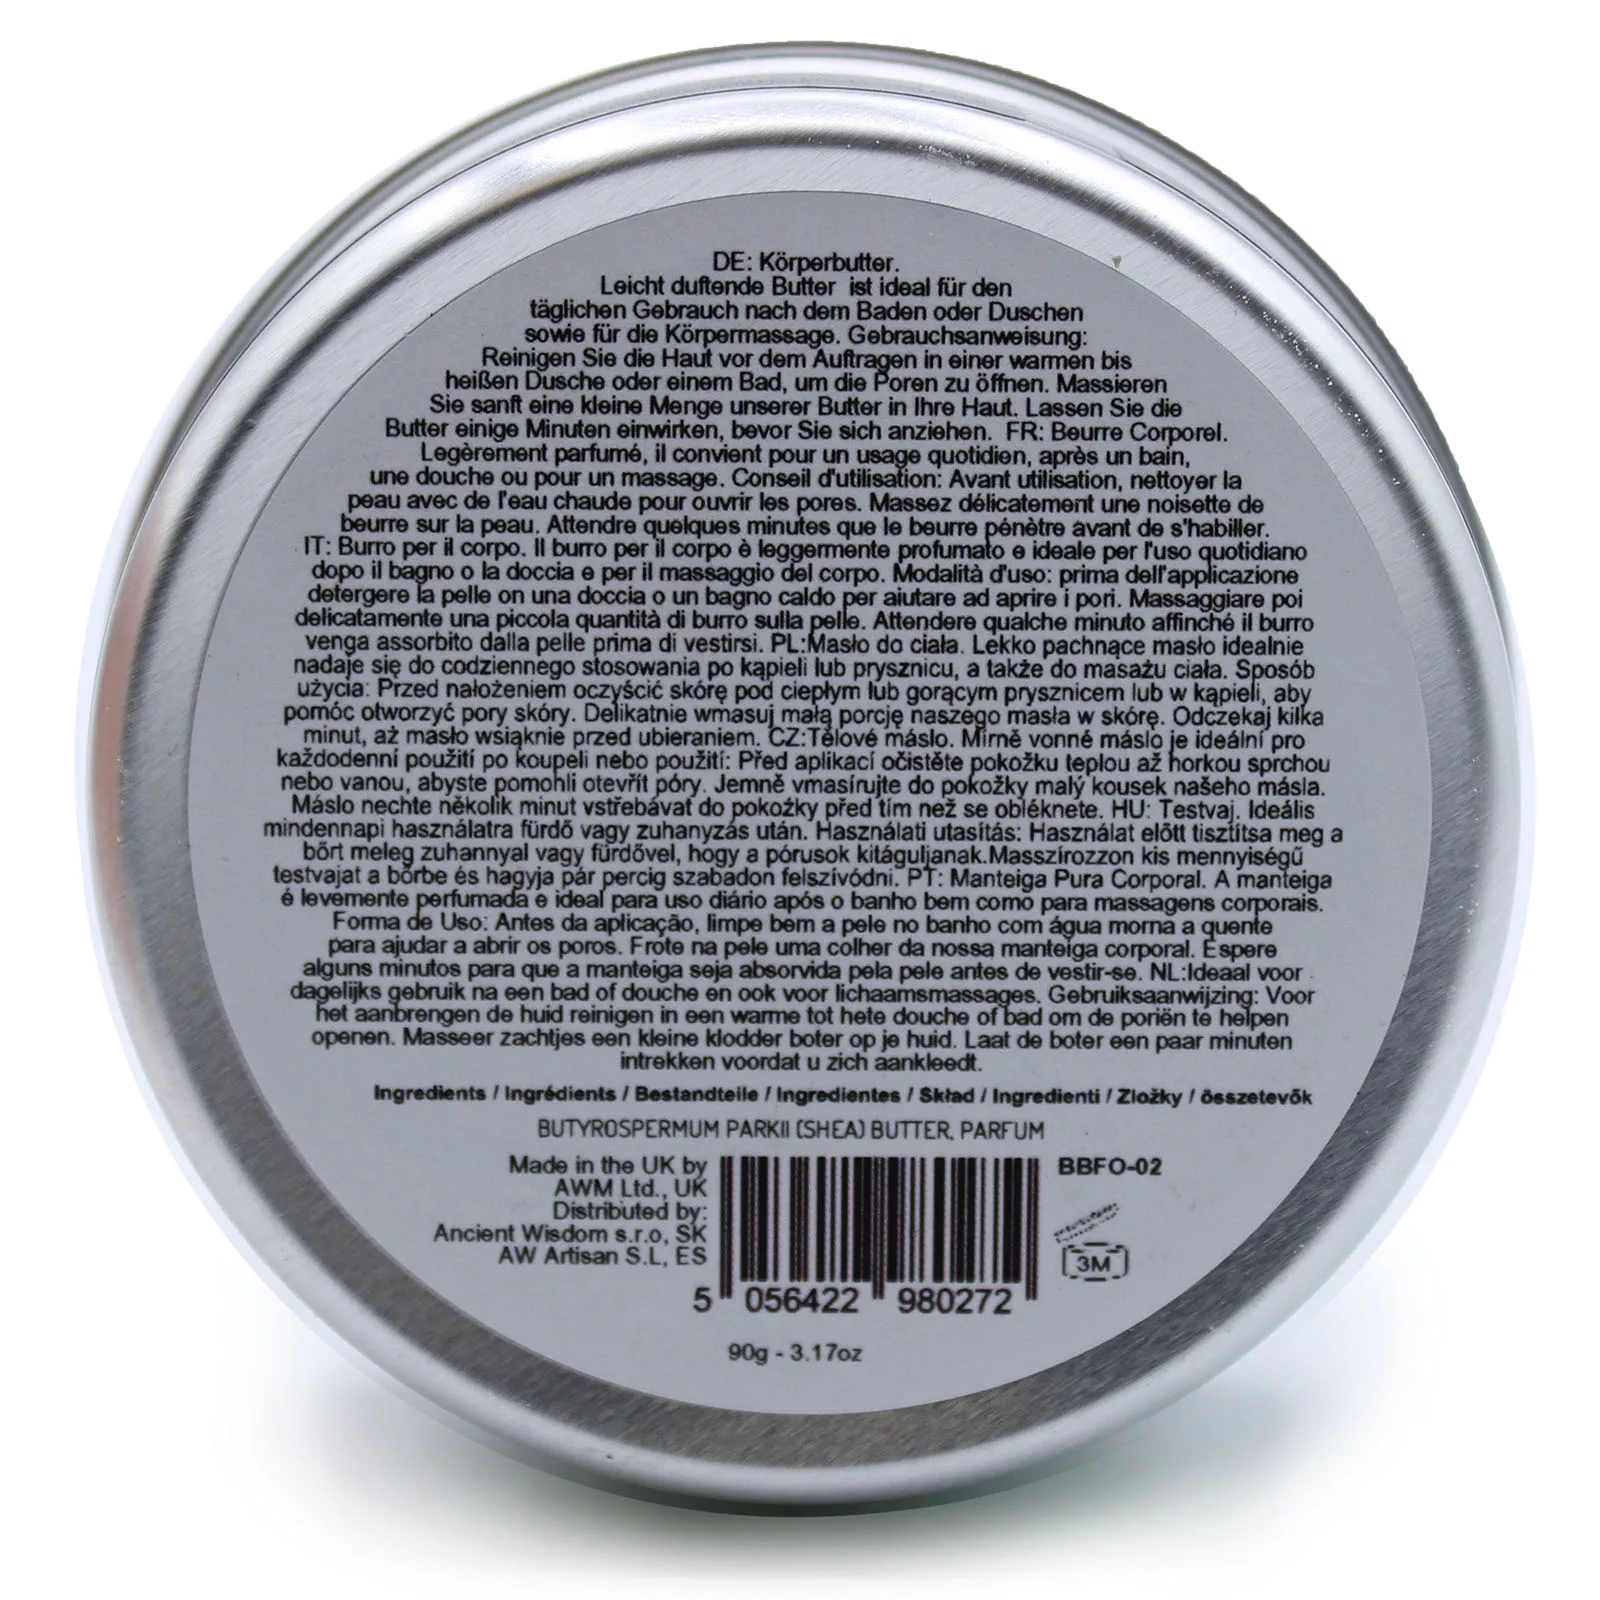 DE: Körperbutter.
Leicht duftende Butter ist ideal für den
täglichen Gebrauch nach dem Baden oder Duschen
sowie für die Körpermassage. Gebrauchsanweisung:
Reinigen Sie die Haut vor dem Auftragen in einer warmen bis
heißen Dusche oder einem Bad, um die Poren zu öffnen. Massieren
Sie sanft eine kleine Menge unserer Butter in Ihre Haut. Lassen Sie die
Butter einige Minuten einwirken, bevor Sie sich anziehen. FR: Beurre Corporel.
Legèrement parfumé, il convient pour un usage quotidien, après un bain,
une douche ou pour un massage. Conseil d'utilisation: Avant utilisation, nettoyer la
peau avec de l'eau chaude pour ouvrir les pores. Massez délicatement une noisette de
beurre sur la peau. Attendre quelques minutes que le beurre pénètre avant de s'habiller.
IT: Burro per il corpo. Il burro per il corpo è leggermente profumato e ideale per l'uso quotidiano
dopo il bagno o la doccia e per il massaggio del corpo. Modalità d'uso: prima dell'applicazione
detergere la pelle on una doccia o un bagno caldo per aiutare ad aprire i pori. Massaggiare poi
delicatamente una piccola quantità di burro sulla pelle. Attendere qualche minuto affinché il burro
venga assorbito dalla pelle prima di vestirsi. PL:Masło do ciała. Lekko pachnące masło idealnie
nadaje się do codziennego stosowania po kąpieli lub prysznicu, a także do masażu ciała. Sposób
użycia: Przed nałożeniem oczyścić skórę pod ciepłym lub gorącym prysznicem lub w kąpieli, aby
pomóc otworzyć pory skóry. Delikatnie wmasuj małą porcję naszego masła w skórę. Odczekaj kilka
minut, aż masło wsiąknie przed ubieraniem. CZ:Tělové máslo. Mírně vonné máslo je ideální pro
každodenní použití po koupeli nebo použití: Před aplikací očistěte pokožku teplou až horkou sprchou
nebo vanou, abyste pomohli otevřít póry. Jemně vmasírujte do pokožky malý kousek našeho másla.
Máslo nechte několik minut vstřebávat do pokožky před tím než se obléknete. HU: Testvaj. Ideális
mindennapi használatra fürdő vagy zuhanyzás után. Használati utasítás: Használat előtt tisztítsa meg a
bőrt meleg zuhannyal vagy fürdővel, hogy a pórusok kitáguljanak.Masszírozzon kis mennyiségű
testvajat a bőrbe és hagyja pár percig szabadon felszívódni. PT: Manteiga Pura Corporal. A manteiga
é levemente perfumada e ideal para uso diário após o banho bem como para massagens corporais.
Forma de Uso: Antes da aplicação, limpe bem a pele no banho com água morna a quente
para ajudar a abrir os poros. Frote na pele uma colher da nossa manteiga corporal. Espere
alguns minutos para que a manteiga seja absorvida pela pele antes de vestir-se. NL:Ideaal voor
dagelijks gebruik na een bad of douche en ook voor lichaamsmassages. Gebruiksaanwijzing: Voor
het aanbrengen de huid reinigen in een warme tot hete douche of bad om de poriën te helpen
openen. Masseer zachtjes een kleine klodder boter op je huid. Laat de boter een paar minuten
intrekken voordat u zich aankleedt.
Ingredients / Ingrédients / Bestandteile / Ingredientes / Skład / Ingredienti / Zložky / összetevők
BUTYROSPERMUM PARKII (SHEA) BUTTER, PARFUM
Made in the UK by
AWM Ltd., UK
Distributed by:
Ancient Wisdom s.r.o, SK
AW Artisan S.L, ES
BBFO-02
3M
5 056422 980272
90g - 3.17oz